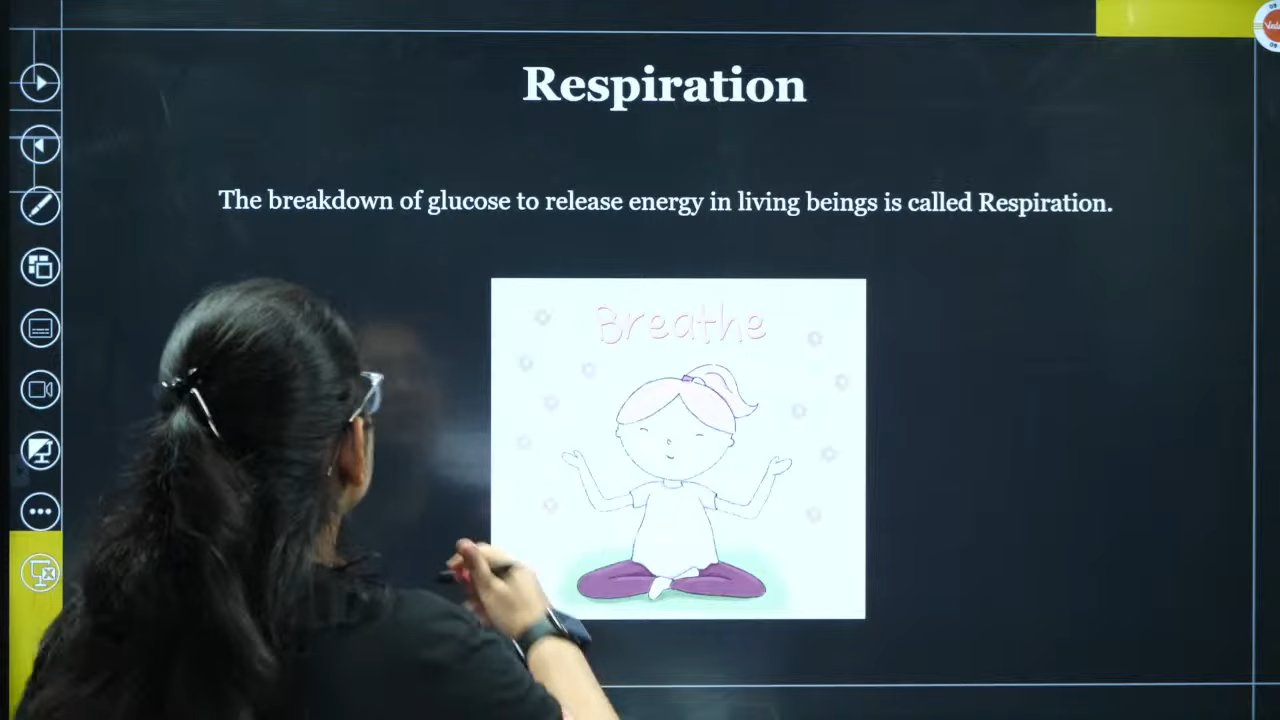 Respiration
The breakdown of glucose to release energy in living beings is called Respiration.
Breathe